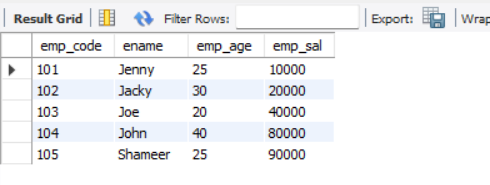 Result Grid Filter Rows: Export: Wrap
emp_code ename emp_age emp_sal
101 Jenny 25 10000
102 Jacky 30 20000
103 Joe 20 40000
104 John 40 80000
105 Shameer 25 90000